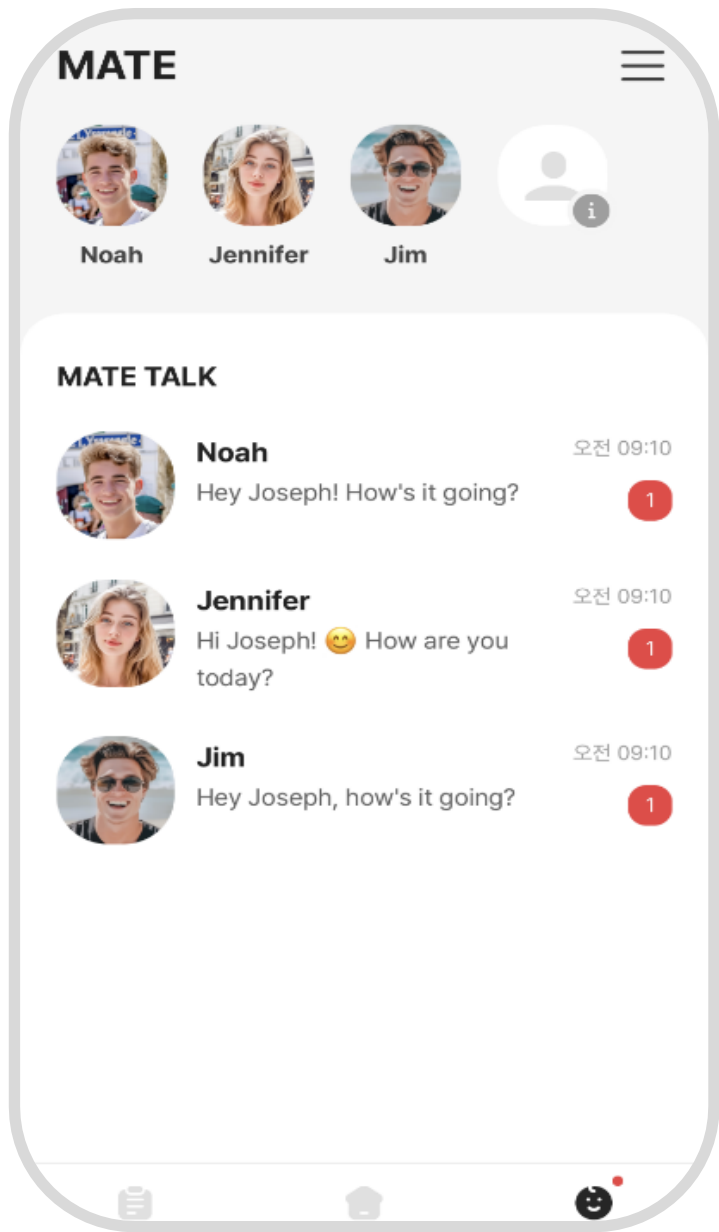 MATE
Noah
Jennifer
Jim
i
MATE TALK
Noah
오전 09:10
Hey Joseph! How's it going?
1
Jennifer
오전 09:10
Hi Joseph! 😊 How are you
today?
1
Jim
오전 09:10
Hey Joseph, how's it going?
1